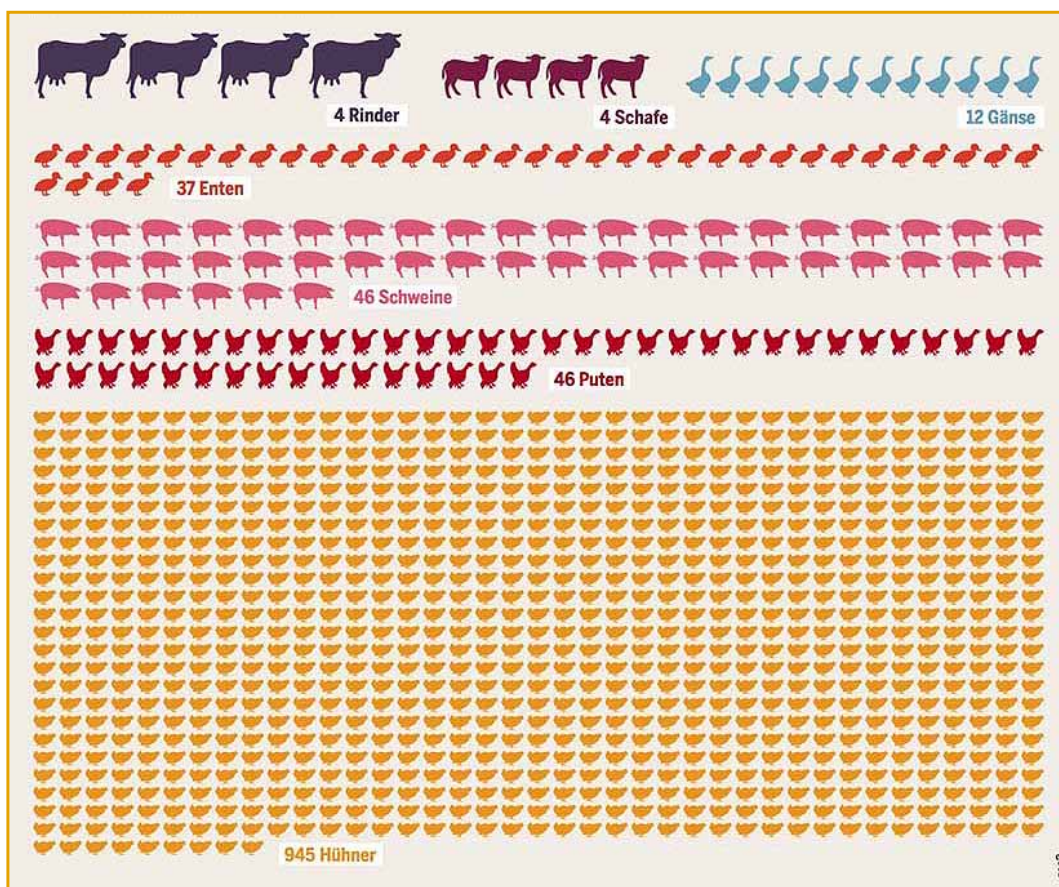 4 Rinder
4 Schafe
12 Gänse
37 Enten
46 Schweine
46 Puten
945 Hühner